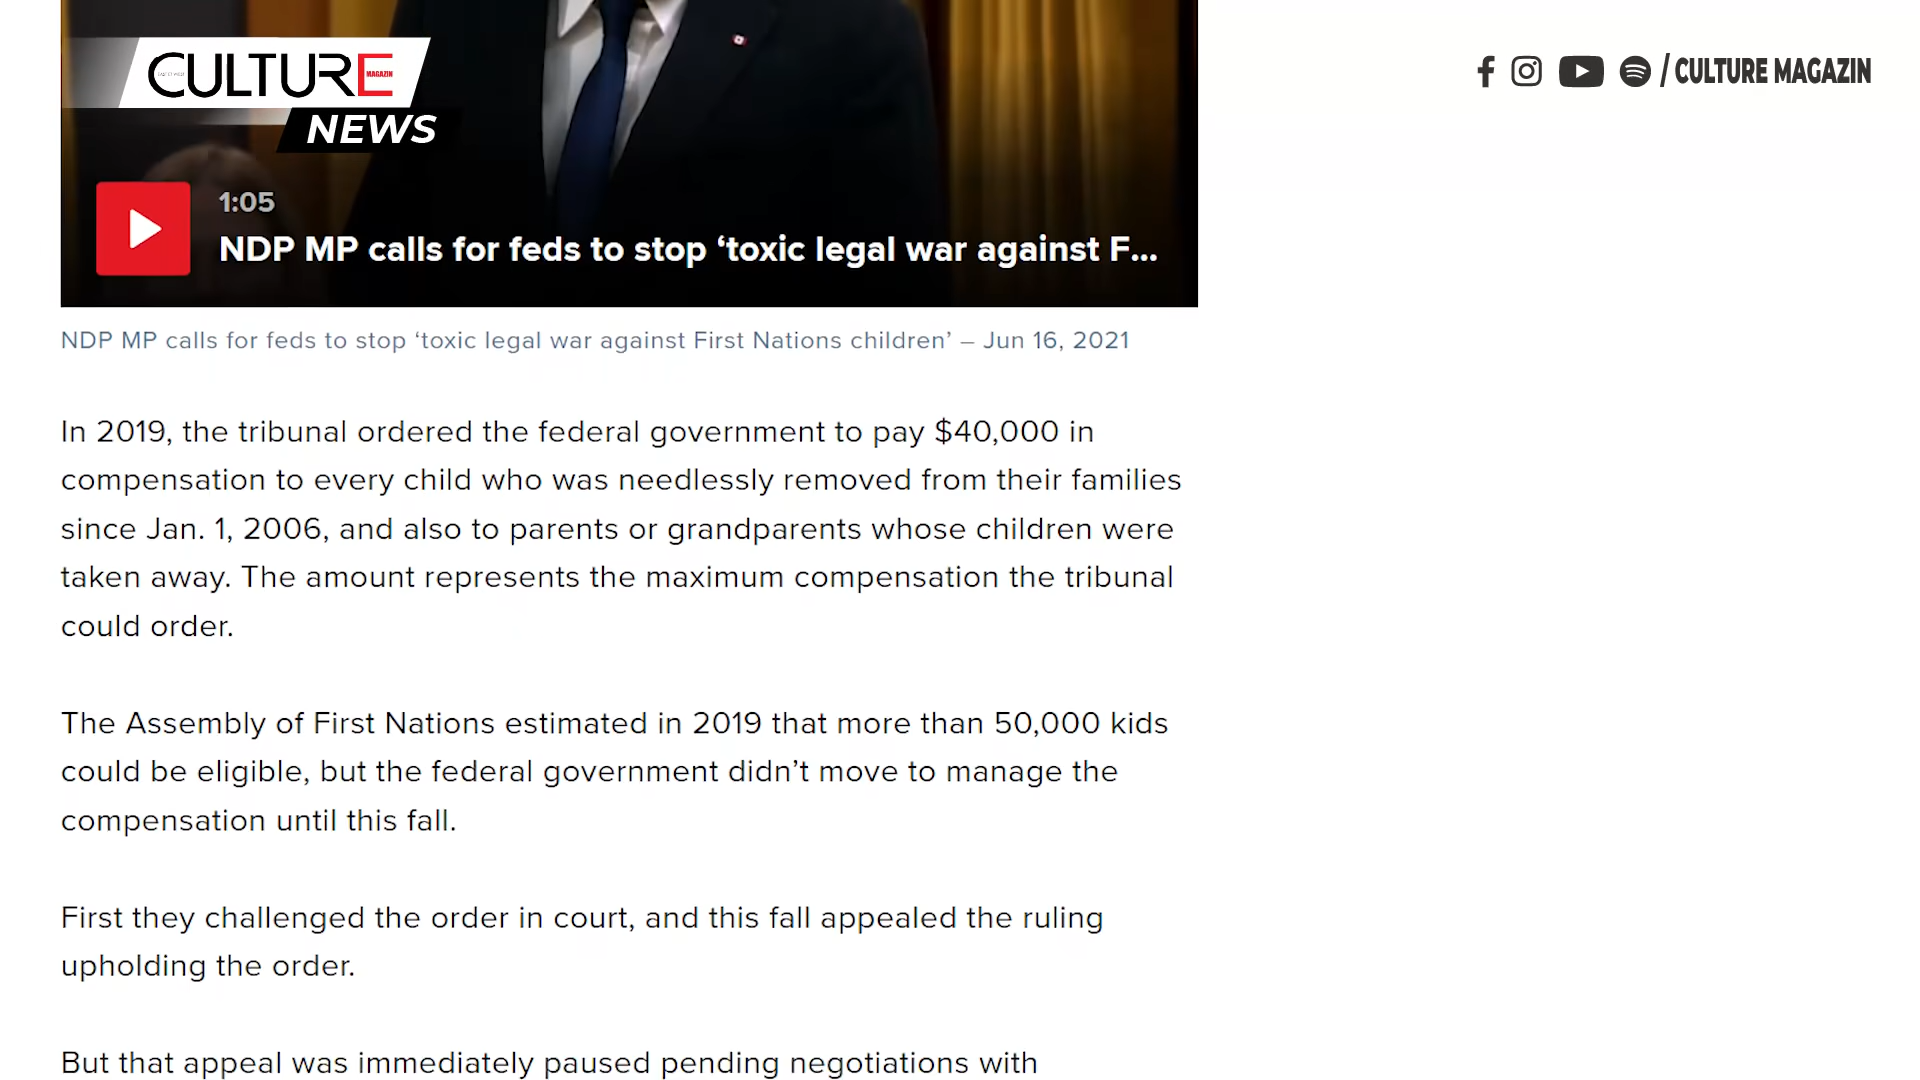 CULTURE
MAGAZIN
NEWS
/ CULTURE MAGAZIN
1:05
NDP MP calls for feds to stop ‘toxic legal war against F...
NDP MP calls for feds to stop ‘toxic legal war against First Nations children’ – Jun 16, 2021
In 2019, the tribunal ordered the federal government to pay $40,000 in
compensation to every child who was needlessly removed from their families
since Jan. 1, 2006, and also to parents or grandparents whose children were
taken away. The amount represents the maximum compensation the tribunal
could order.
The Assembly of First Nations estimated in 2019 that more than 50,000 kids
could be eligible, but the federal government didn’t move to manage the
compensation until this fall.
First they challenged the order in court, and this fall appealed the ruling
upholding the order.
But that appeal was immediately paused pending negotiations with